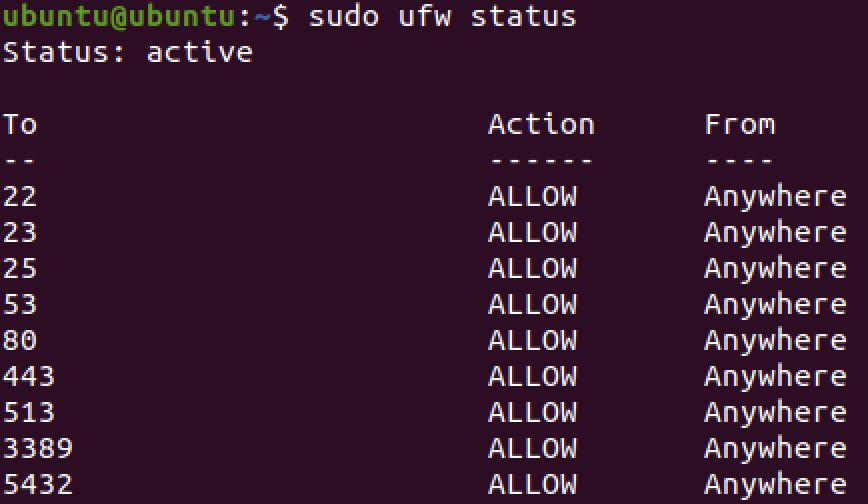 ubuntu@ubuntu:~$ sudo ufw status
Status: active
To Action From
-- ------ ----
22 ALLOW Anywhere
23 ALLOW Anywhere
25 ALLOW Anywhere
53 ALLOW Anywhere
80 ALLOW Anywhere
443 ALLOW Anywhere
513 ALLOW Anywhere
3389 ALLOW Anywhere
5432 ALLOW Anywhere